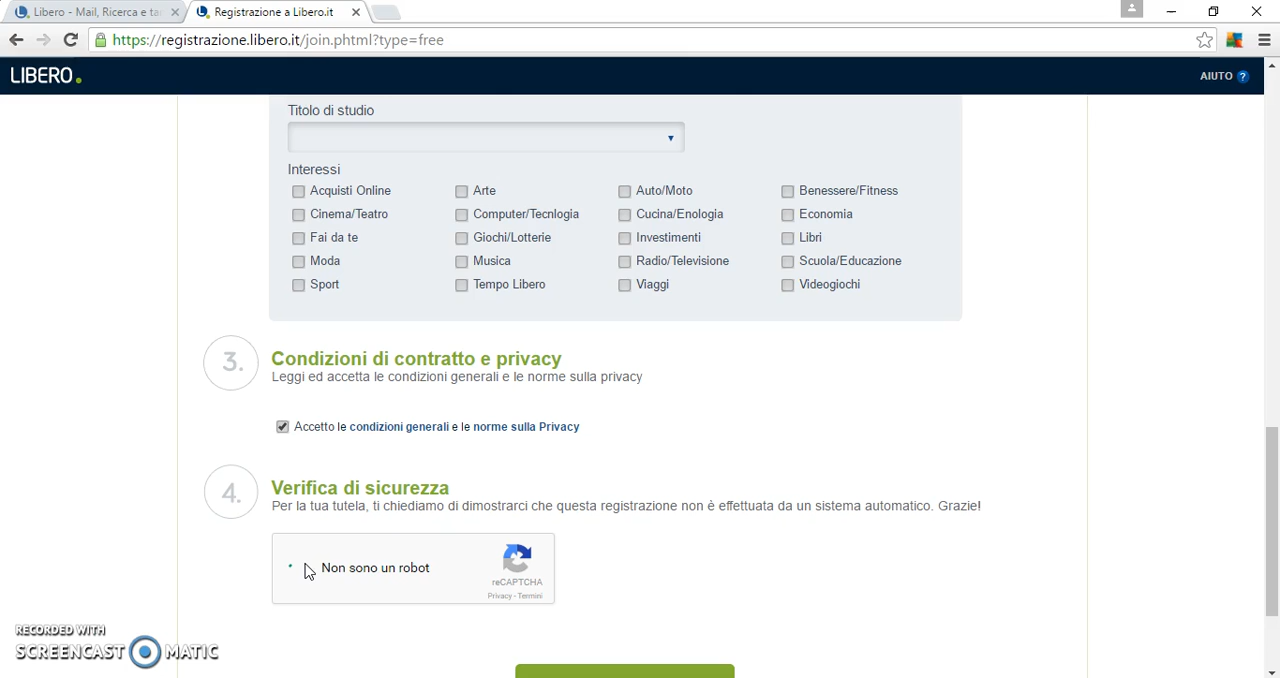 Libero - Mail, Ricerca e ta
Registrazione a Libero.it
https://registrazione.libero.it/join.phtml?type=free
LIBERO.
AIUTO ?
Titolo di studio
Interessi
Acquisti Online Arte Auto/Moto Benessere/Fitness
Cinema/Teatro Computer/Tecnlogia Cucina/Enologia Economia
Fai da te Giochi/Lotterie Investimenti Libri
Moda Musica Radio/Televisione Scuola/Educazione
Sport Tempo Libero Viaggi Videogiochi
3. Condizioni di contratto e privacy
Leggi ed accetta le condizioni generali e le norme sulla privacy
Accetto le condizioni generali e le norme sulla Privacy
4. Verifica di sicurezza
Per la tua tutela, ti chiediamo di dimostrarci che questa registrazione non è effettuata da un sistema automatico. Grazie!
Non sono un robot
reCAPTCHA
Privacy - Termini
RECORDED WITH
SCREENCAST MATIC